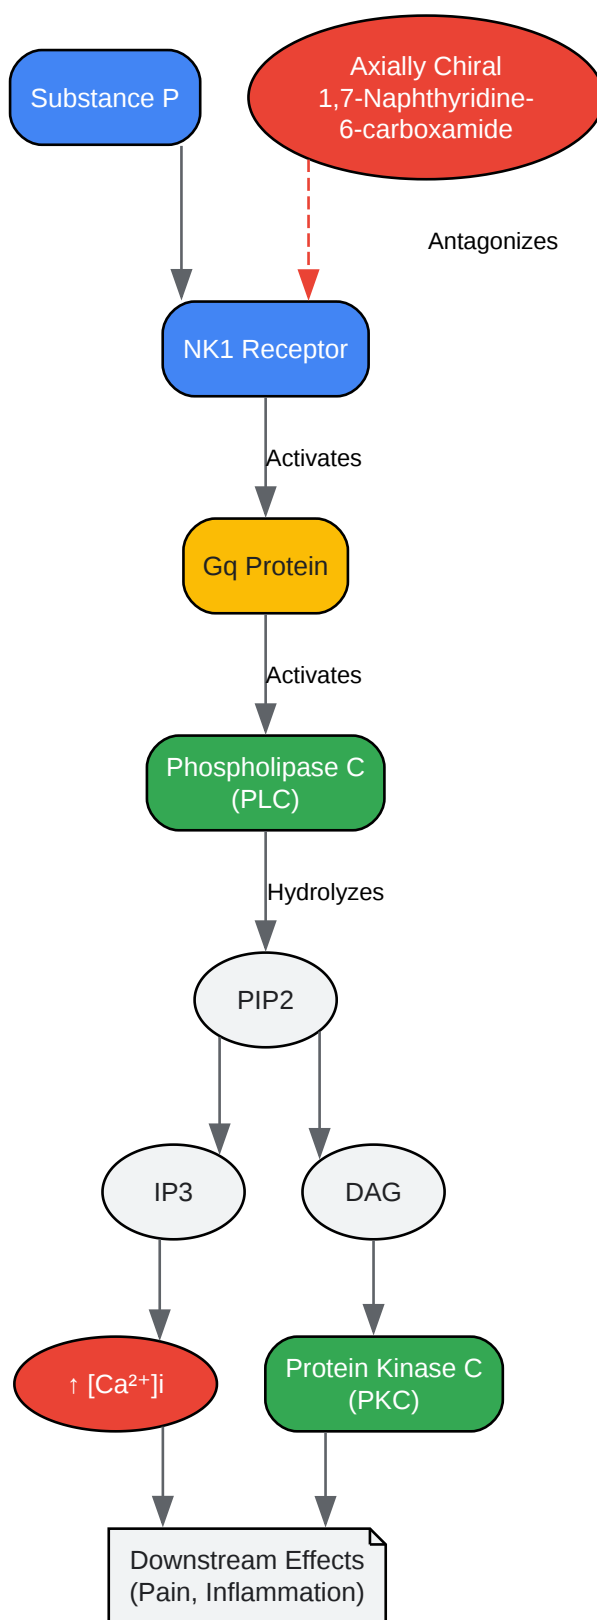 Substance P
Axially Chiral
1,7-Naphthyridine-
6-carboxamide
Antagonizes
NK1 Receptor
Activates
Gq Protein
Activates
Phospholipase C
(PLC)
Hydrolyzes
PIP2
IP3
DAG
↑ [Ca²⁺]i
Protein Kinase C
(PKC)
Downstream Effects
(Pain, Inflammation)